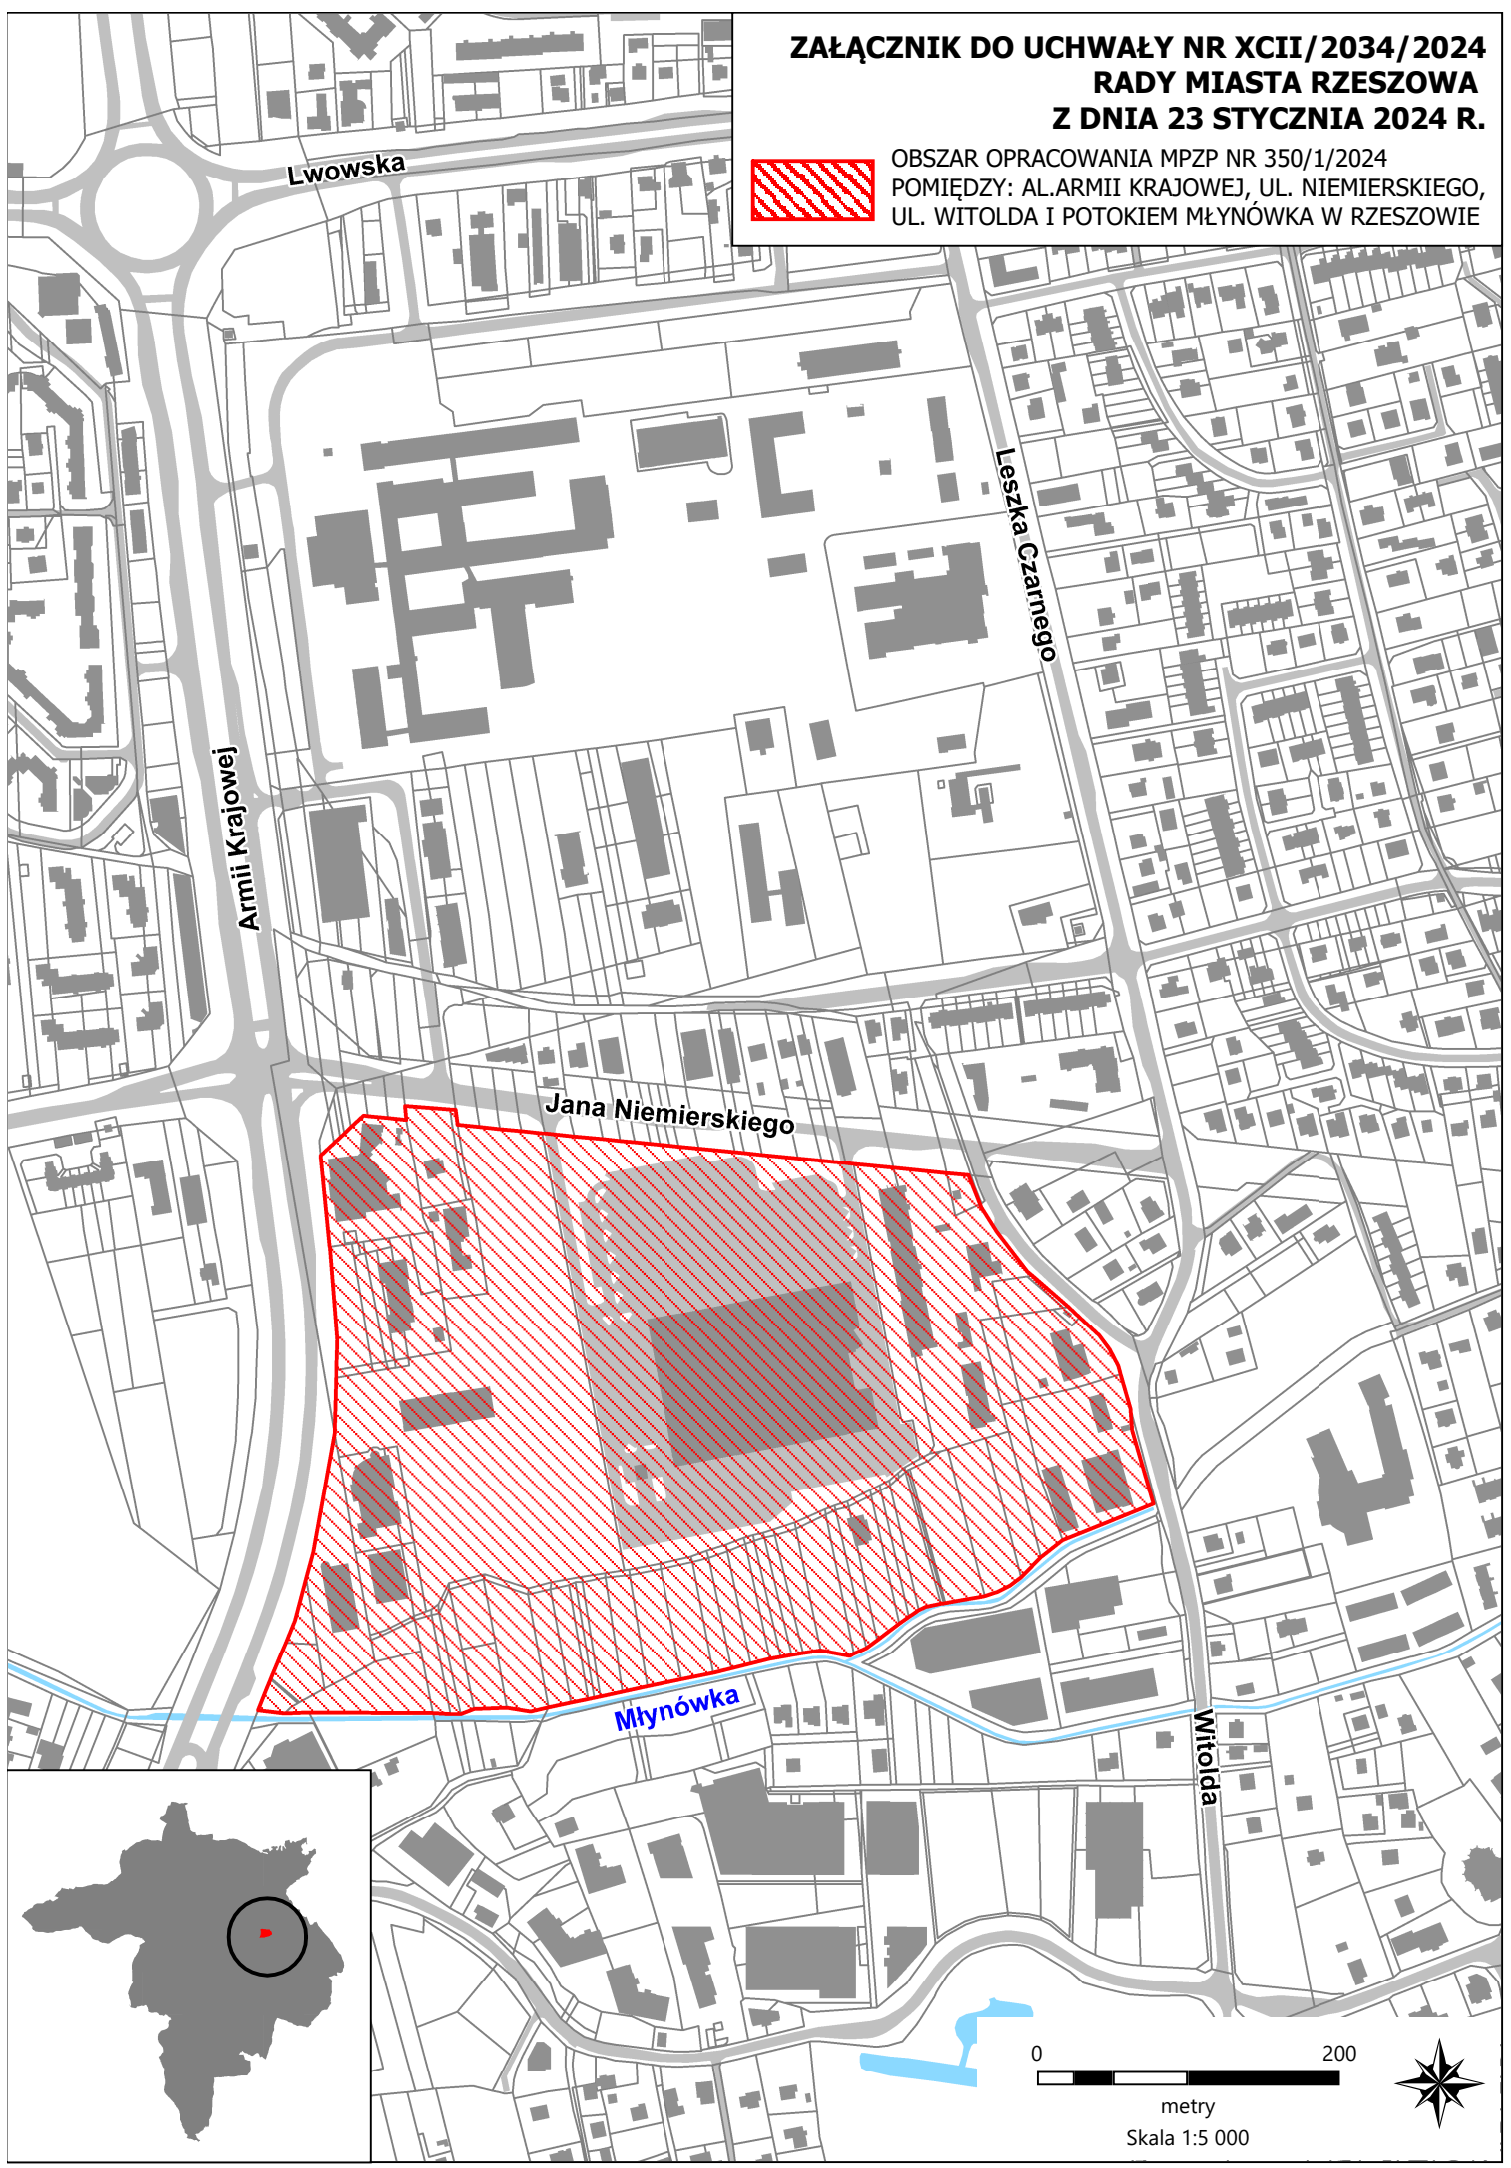 ZAŁĄCZNIK DO UCHWAŁY NR XCII/2034/2024
RADY MIASTA RZESZOWA
Z DNIA 23 STYCZNIA 2024 R.
OBSZAR OPRACOWANIA MPZP NR 350/1/2024
POMIĘDZY: AL.ARMII KRAJOWEJ, UL. NIEMIERSKIEGO,
UL. WITOLDA I POTOKIEM MŁYNÓWKA W RZESZOWIE
Lwowska
Leszka Czarnego
Armii Krajowej
Jana Niemierskiego
Młynówka
Witolda
0 200
metry
Skala 1:5 000